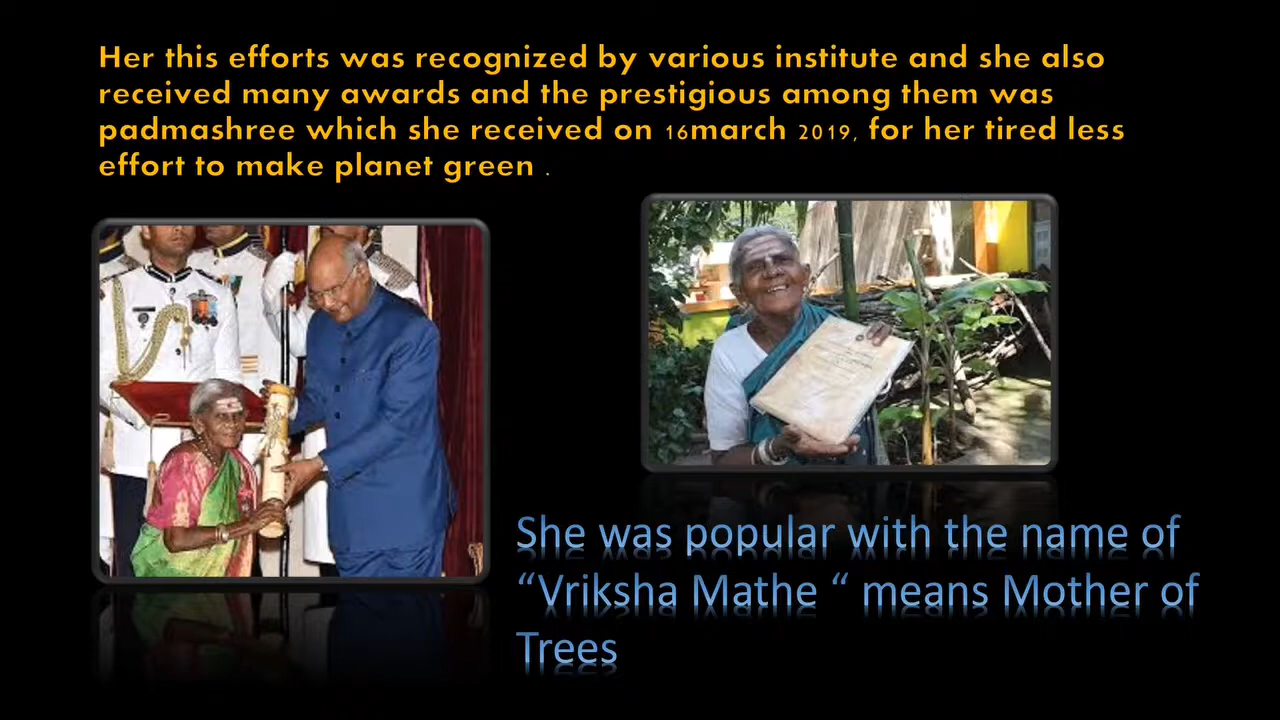 Her this efforts was recognized by various institute and she also
received many awards and the prestigious among them was
padmashree which she received on 16march 2019, for her tired less
effort to make planet green .
She was popular with the name of
“Vriksha Mathe “ means Mother of
Trees